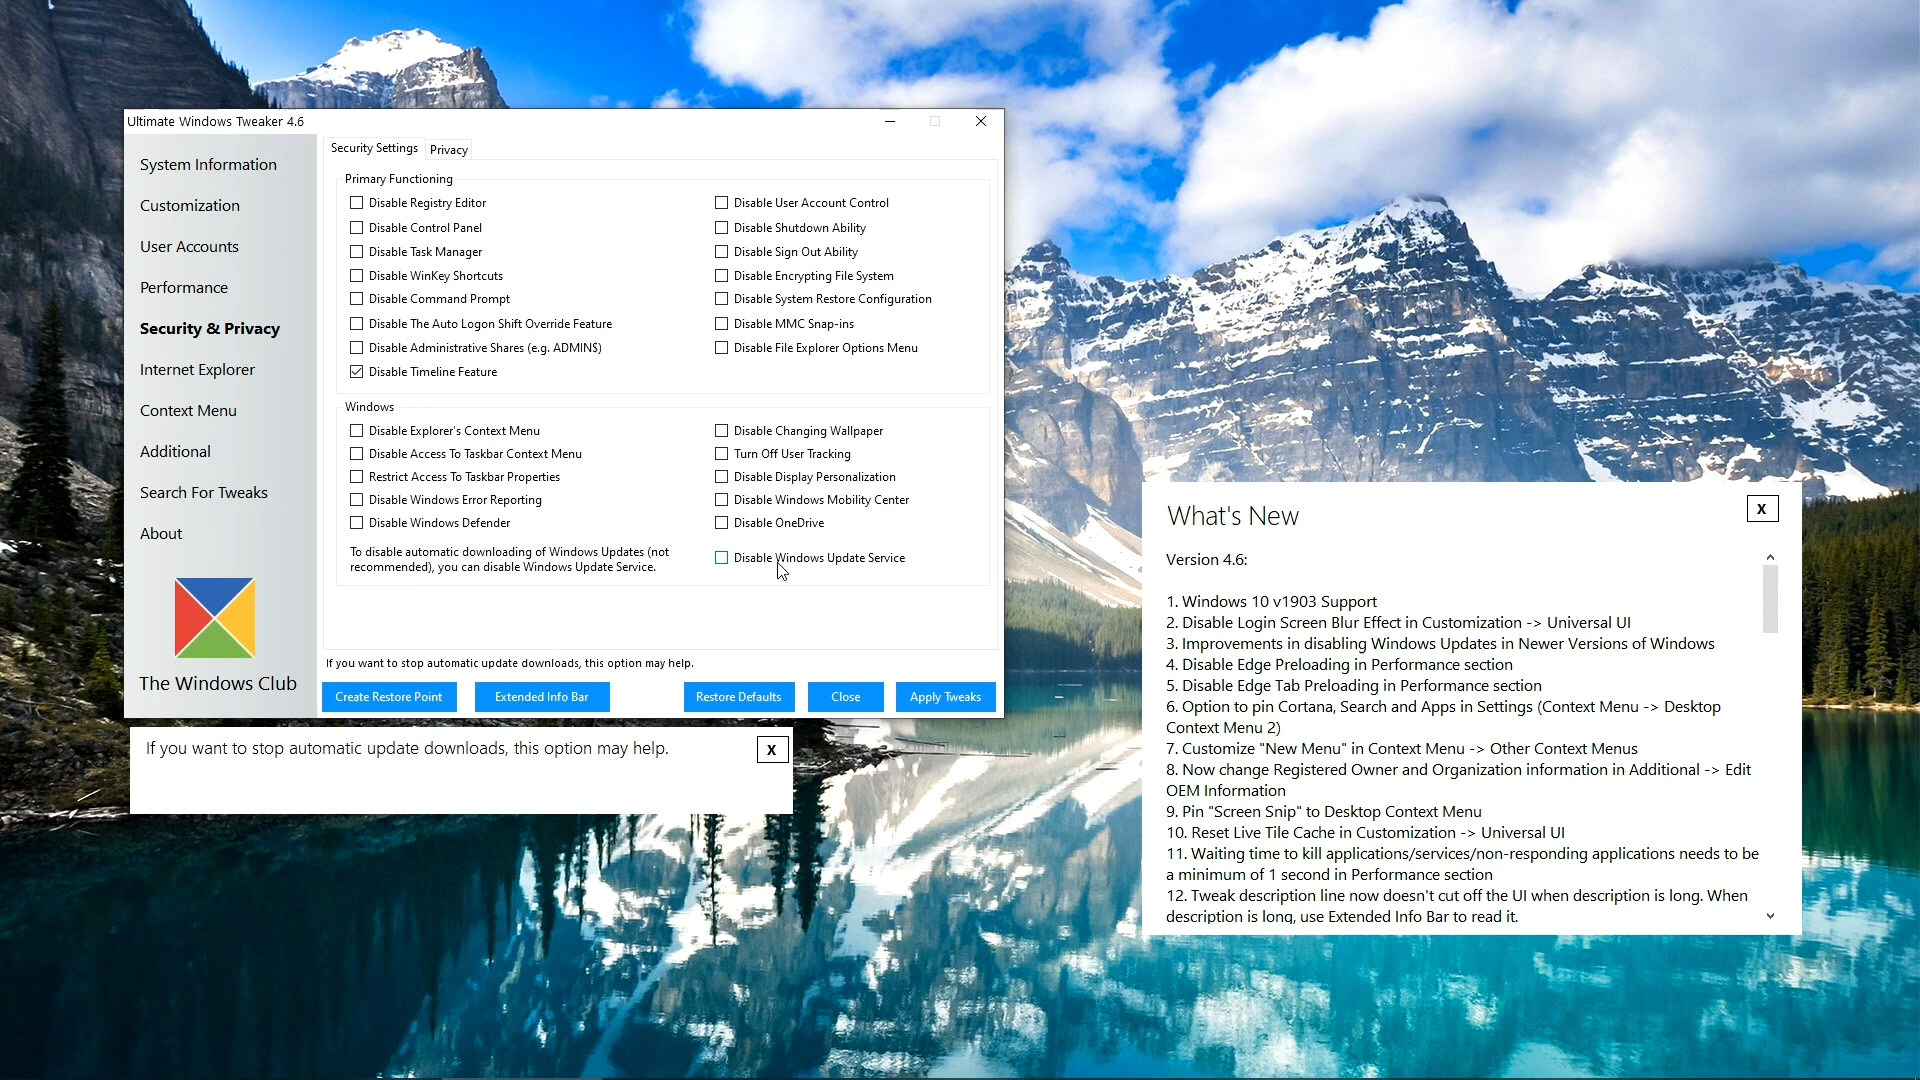 Ultimate Windows Tweaker 4.6
System Information
Customization
User Accounts
Performance
Security & Privacy
Internet Explorer
Context Menu
Additional
Search For Tweaks
About
The Windows Club
Security Settings
Privacy
Primary Functioning
Disable Registry Editor
Disable Control Panel
Disable Task Manager
Disable WinKey Shortcuts
Disable Command Prompt
Disable The Auto Logon Shift Override Feature
Disable Administrative Shares (e.g. ADMIN$)
Disable Timeline Feature
Disable User Account Control
Disable Shutdown Ability
Disable Sign Out Ability
Disable Encrypting File System
Disable System Restore Configuration
Disable MMC Snap-ins
Disable File Explorer Options Menu
Windows
Disable Explorer's Context Menu
Disable Access To Taskbar Context Menu
Restrict Access To Taskbar Properties
Disable Windows Error Reporting
Disable Windows Defender
To disable automatic downloading of Windows Updates (not
recommended), you can disable Windows Update Service.
Disable Changing Wallpaper
Turn Off User Tracking
Disable Display Personalization
Disable Windows Mobility Center
Disable OneDrive
Disable Windows Update Service
If you want to stop automatic update downloads, this option may help.
Create Restore Point
Extended Info Bar
Restore Defaults
Close
Apply Tweaks
If you want to stop automatic update downloads, this option may help.
X
What's New
X
Version 4.6:
1. Windows 10 v1903 Support
2. Disable Login Screen Blur Effect in Customization -> Universal UI
3. Improvements in disabling Windows Updates in Newer Versions of Windows
4. Disable Edge Preloading in Performance section
5. Disable Edge Tab Preloading in Performance section
6. Option to pin Cortana, Search and Apps in Settings (Context Menu -> Desktop
Context Menu 2)
7. Customize "New Menu" in Context Menu -> Other Context Menus
8. Now change Registered Owner and Organization information in Additional -> Edit
OEM Information
9. Pin "Screen Snip" to Desktop Context Menu
10. Reset Live Tile Cache in Customization -> Universal UI
11. Waiting time to kill applications/services/non-responding applications needs to be
a minimum of 1 second in Performance section
12. Tweak description line now doesn't cut off the UI when description is long. When
description is long, use Extended Info Bar to read it.